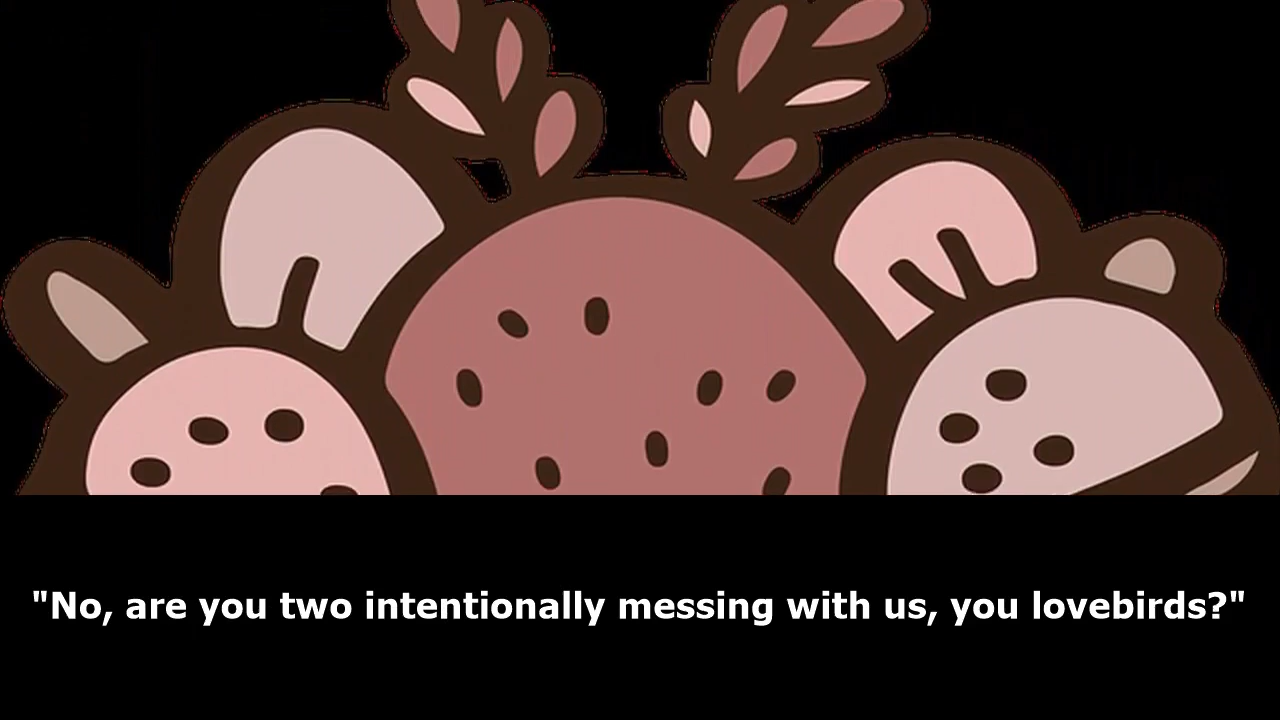 "No, are you two intentionally messing with us, you lovebirds?"